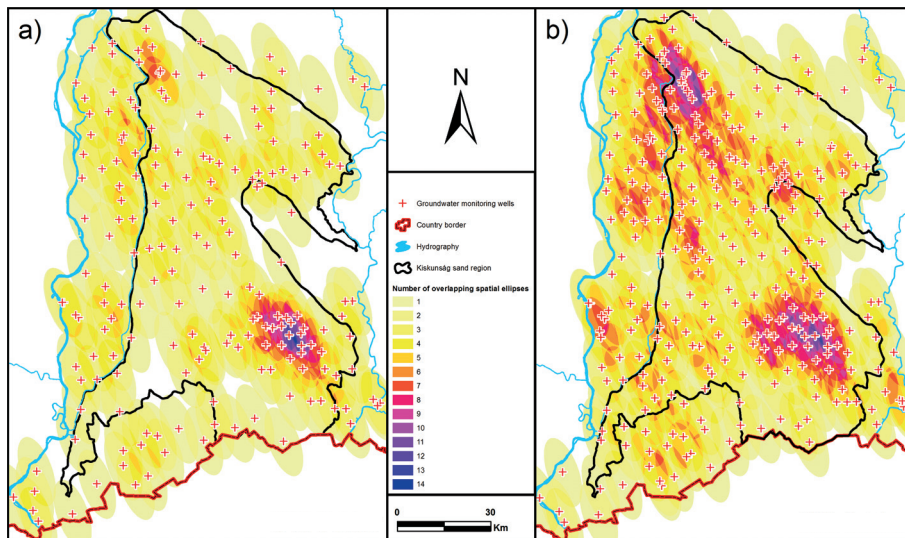 a)
N
Groundwater monitoring wells
Country border
Hydrography
Kiskunság sand region
Number of overlapping spatial ellipses
1
2
3
4
5
6
7
8
9
10
11
12
13
14
0 30
Km
b)